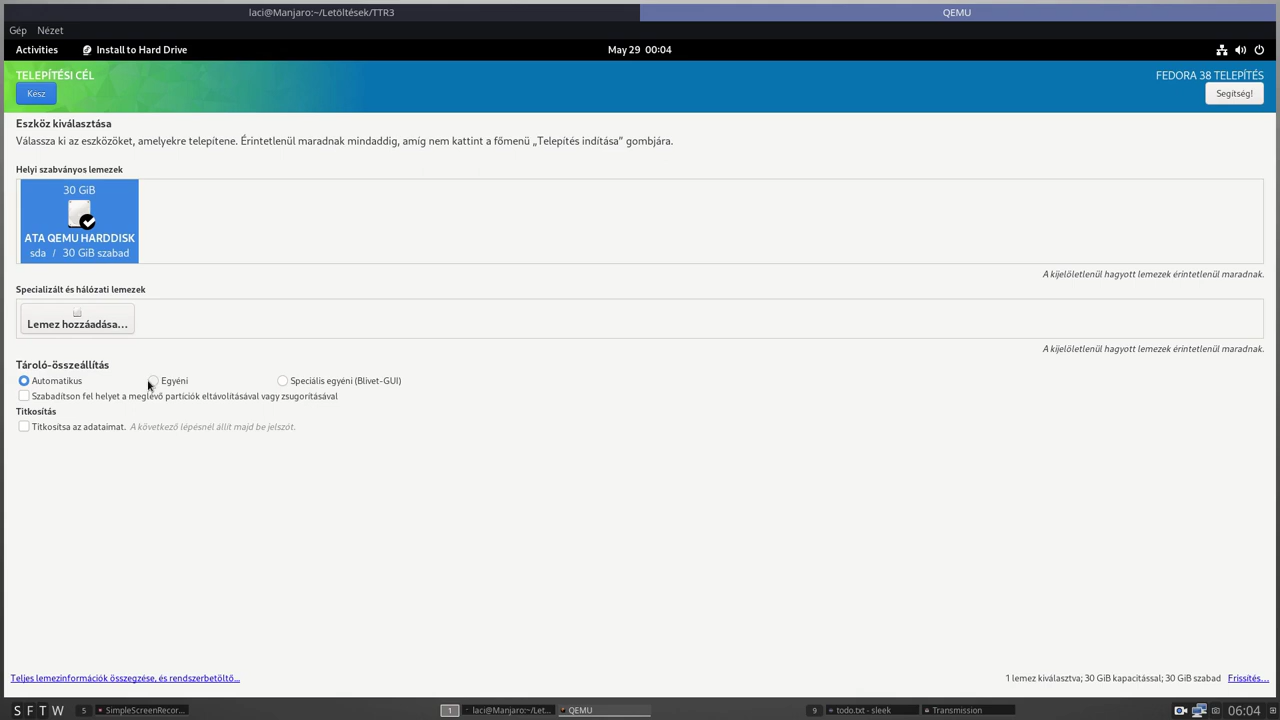 laci@Manjaro:~/Letöltések/TTR3
QEMU
Gép Nézet
Activities Install to Hard Drive May 29 00:04
TELEPÍTÉSI CÉL FEDORA 38 TELEPÍTÉS
Kész Segítség!
Eszköz kiválasztása
Válassza ki az eszközöket, amelyekre telepítene. Érintetlenül maradnak mindaddig, amíg nem kattint a főmenü „Telepítés indítása” gombjára.
Helyi szabványos lemezek
30 GiB
ATA QEMU HARDDISK
sda / 30 GiB szabad
A kijelöletlenül hagyott lemezek érintetlenül maradnak.
Specializált és hálózati lemezek
Lemez hozzáadása...
A kijelöletlenül hagyott lemezek érintetlenül maradnak.
Tároló-összeállítás
Automatikus Egyéni Speciális egyéni (Blivet-GUI)
Szabadítson fel helyet a meglévő partíciók eltávolításával vagy zsugorításával
Titkosítás
Titkosítsa az adataimat. A következő lépésnél állít majd be jelszót.
Teljes lemezinformációk összegzése, és rendszerbetöltő... 1 lemez kiválasztva; 30 GiB kapacitással; 30 GiB szabad Frissítés...
S F T W 5 SimpleScreenRecor... 1 laci@Manjaro:~/Let... QEMU 9 todo.txt - sleek Transmission 06:04